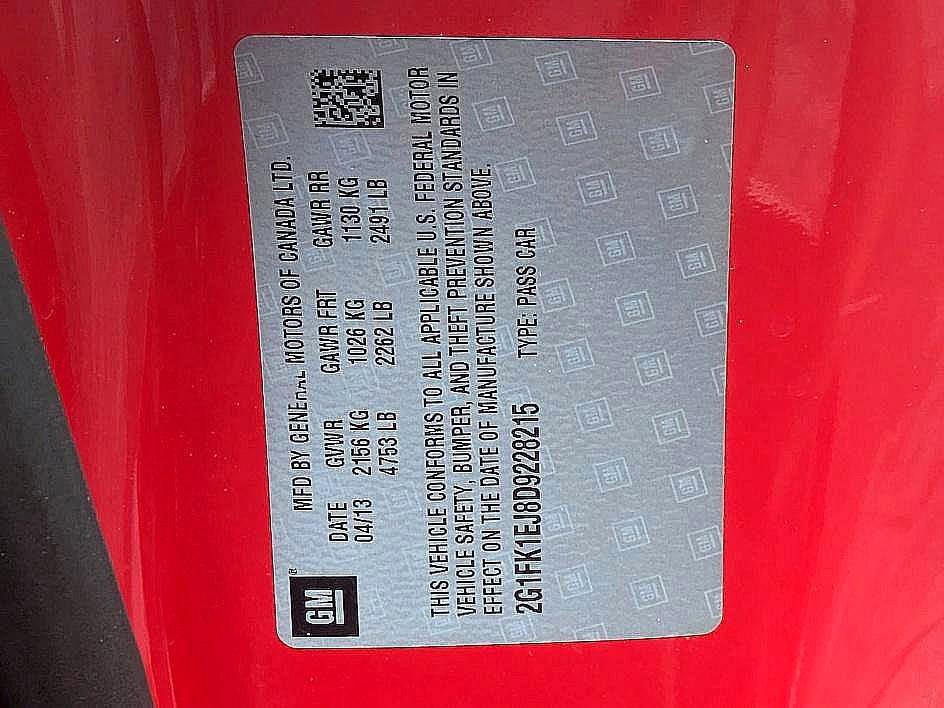 GM
MFD BY GENERAL MOTORS OF CANADA LTD.
DATE GVWR GAWR FRT GAWR RR
04/13 2156 KG 1026 KG 1130 KG
4753 LB 2262 LB 2491 LB
THIS VEHICLE CONFORMS TO ALL APPLICABLE U.S. FEDERAL MOTOR
VEHICLE SAFETY, BUMPER, AND THEFT PREVENTION STANDARDS IN
EFFECT ON THE DATE OF MANUFACTURE SHOWN ABOVE.
2G1FK1EJ8D9228215 TYPE: PASS CAR